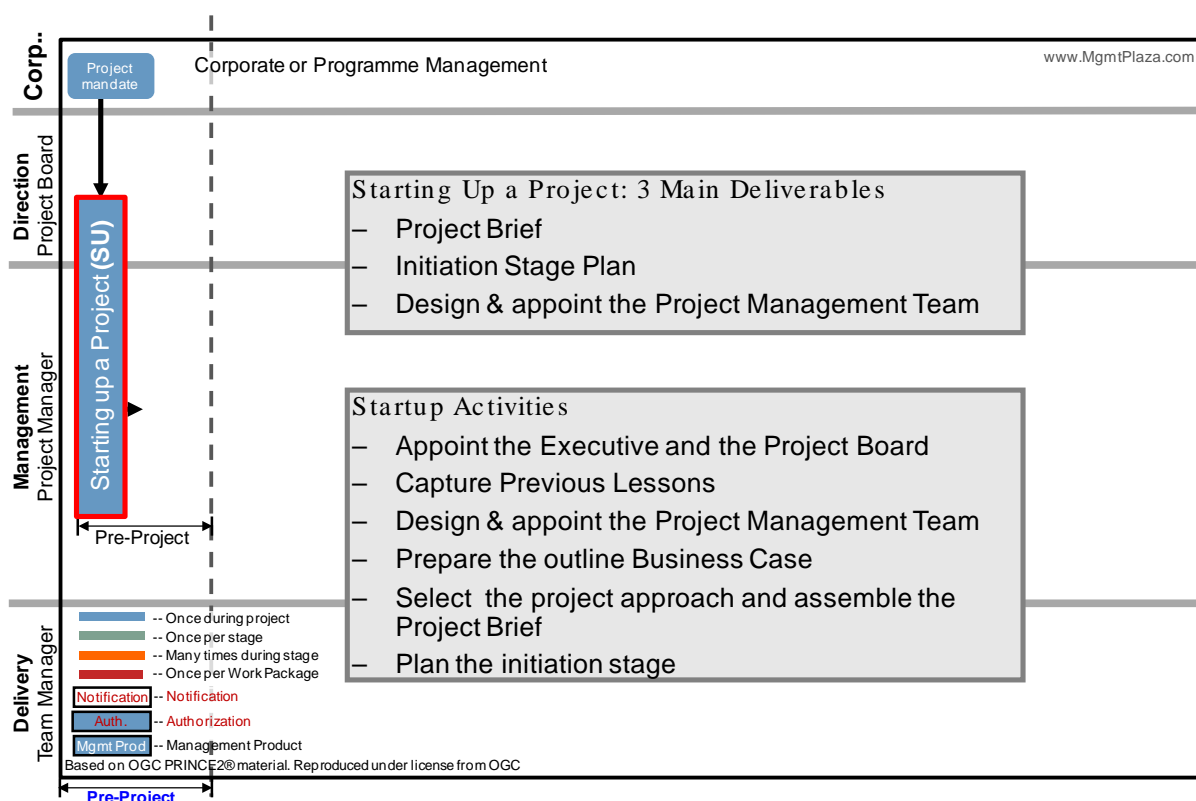 Corp..
Project
mandate
Corporate or Programme Management
www.MgmtPlaza.com
Direction
Project Board
Starting Up a Project: 3 Main Deliverables
– Project Brief
– Initiation Stage Plan
– Design & appoint the Project Management Team
Starting up a Project (SU)
Management
Project Manager
Startup Activities
– Appoint the Executive and the Project Board
– Capture Previous Lessons
– Design & appoint the Project Management Team
– Prepare the outline Business Case
– Select the project approach and assemble the
Project Brief
– Plan the initiation stage
Pre-Project
Delivery
Team Manager
-- Once during project
-- Once per stage
-- Many times during stage
-- Once per Work Package
Notification -- Notification
Auth. -- Authorization
Mgmt Prod -- Management Product
Based on OGC PRINCE2® material. Reproduced under license from OGC
Pre-Project